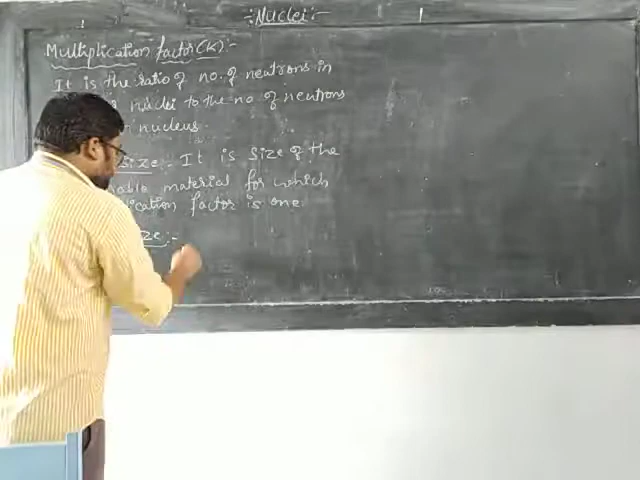 ÷Nuclei:-
Multiplication factor(K):-
It is the ratio of no. of neutrons in
nuclei to the no of neutrons
nucleus.
size:- It is size of the
material for which
factor is one.